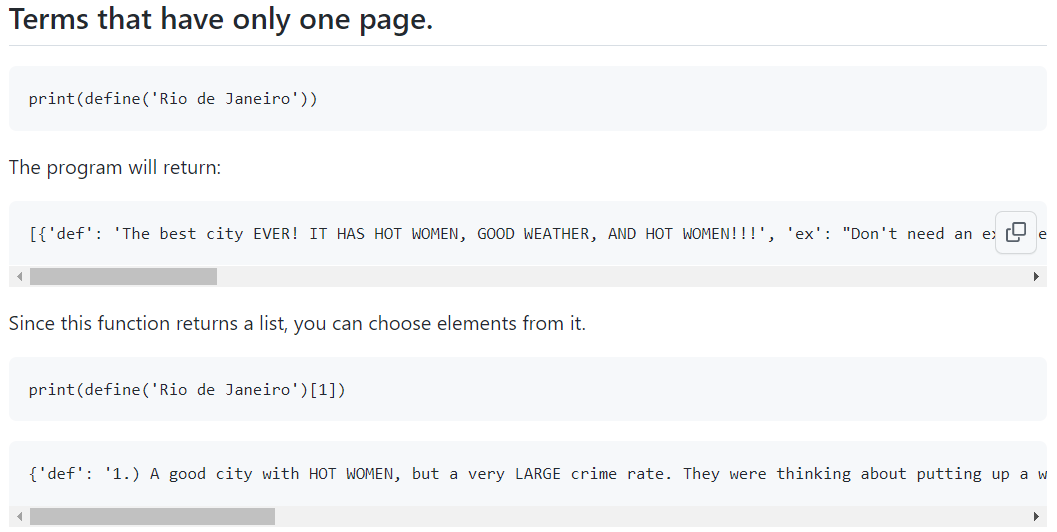 Terms that have only one page.
print(define('Rio de Janeiro'))
The program will return:
[{'def': 'The best city EVER! IT HAS HOT WOMEN, GOOD WEATHER, AND HOT WOMEN!!!', 'ex': "Don't need an
Since this function returns a list, you can choose elements from it.
print(define('Rio de Janeiro')[1])
{'def': '1.) A good city with HOT WOMEN, but a very LARGE crime rate. They were thinking about putting up a